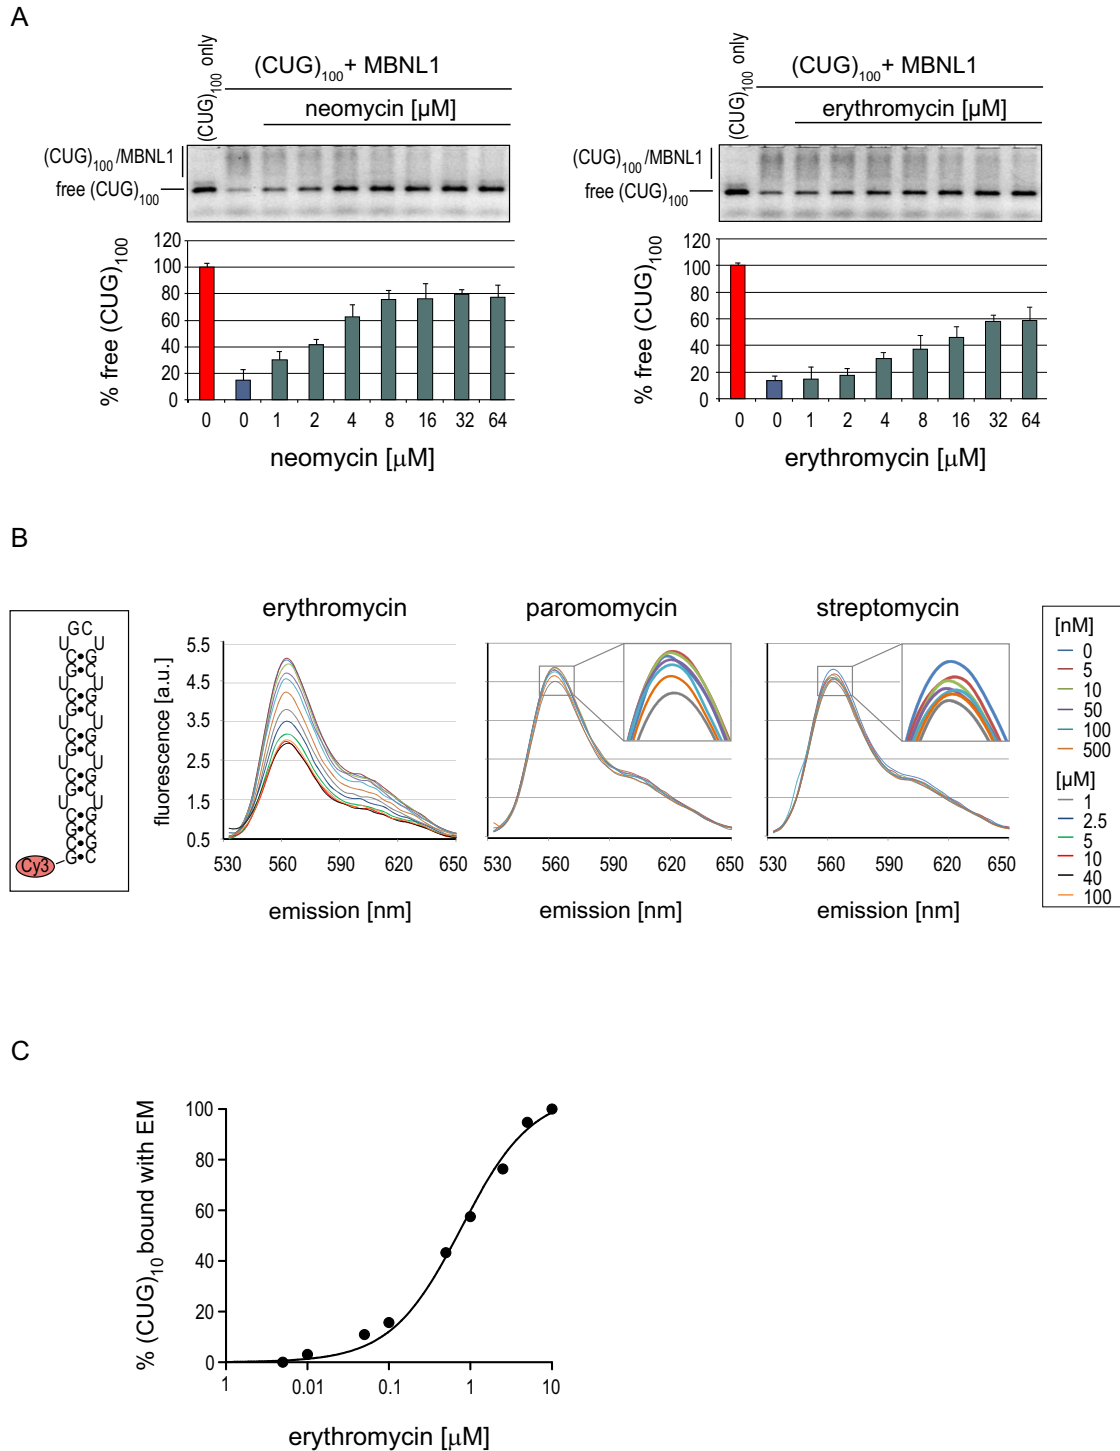 A
(CUG)100 only
(CUG)100 + MBNL1
neomycin [µM]
(CUG)100 /MBNL1
free (CUG)100
% free (CUG)100
120
100
80
60
40
20
0
0 0 1 2 4 8 16 32 64
neomycin [µM]
(CUG)100 only
(CUG)100 + MBNL1
erythromycin [µM]
(CUG)100 /MBNL1
free (CUG)100
% free (CUG)100
120
100
80
60
40
20
0
0 0 1 2 4 8 16 32 64
erythromycin [µM]
B
G C
U U
C•G
G•C
U U
C•G
G•C
U U
C•G
G•C
U U
C•G
G•C
U U
C•G
G•C
C•G
G•C
Cy3
erythromycin
fluorescence [a.u.]
5.5
4.5
3.5
2.5
1.5
0.5
530 560 590 620 650
emission [nm]
paromomycin
530 560 590 620 650
emission [nm]
streptomycin
530 560 590 620 650
emission [nm]
[nM]
0
5
10
50
100
500
[µM]
1
2.5
5
10
40
100
C
% (CUG)10 bound with EM
100
80
60
40
20
0
1 0.01 0.1 1 10
erythromycin [µM]